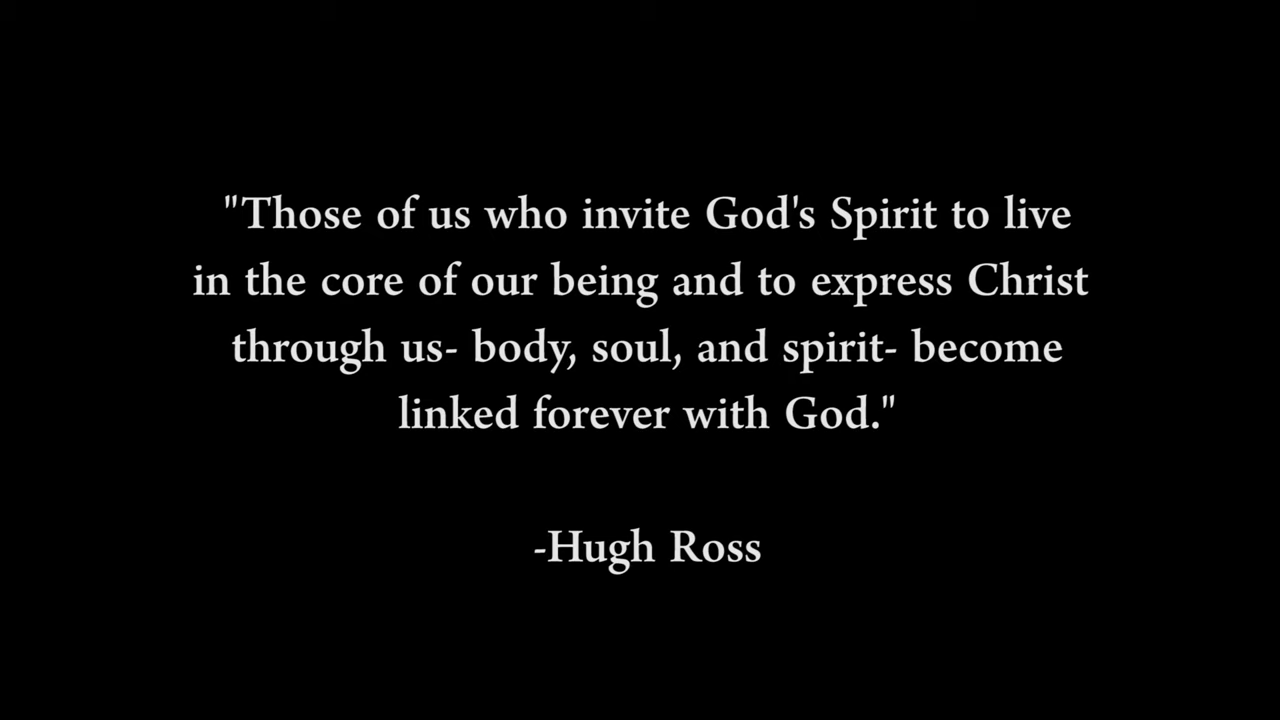 "Those of us who invite God's Spirit to live
in the core of our being and to express Christ
through us- body, soul, and spirit- become
linked forever with God."
-Hugh Ross